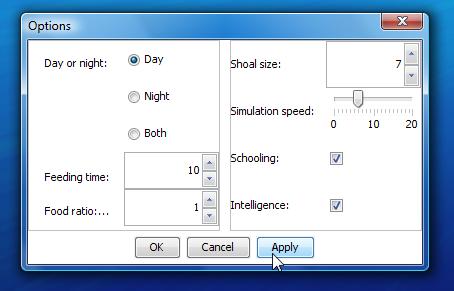 Options
Day or night:
Day
Night
Both
Feeding time:
10
Food ratio:...
1
Shoal size:
7
Simulation speed:
0 10 20
Schooling:
Intelligence:
OK Cancel Apply